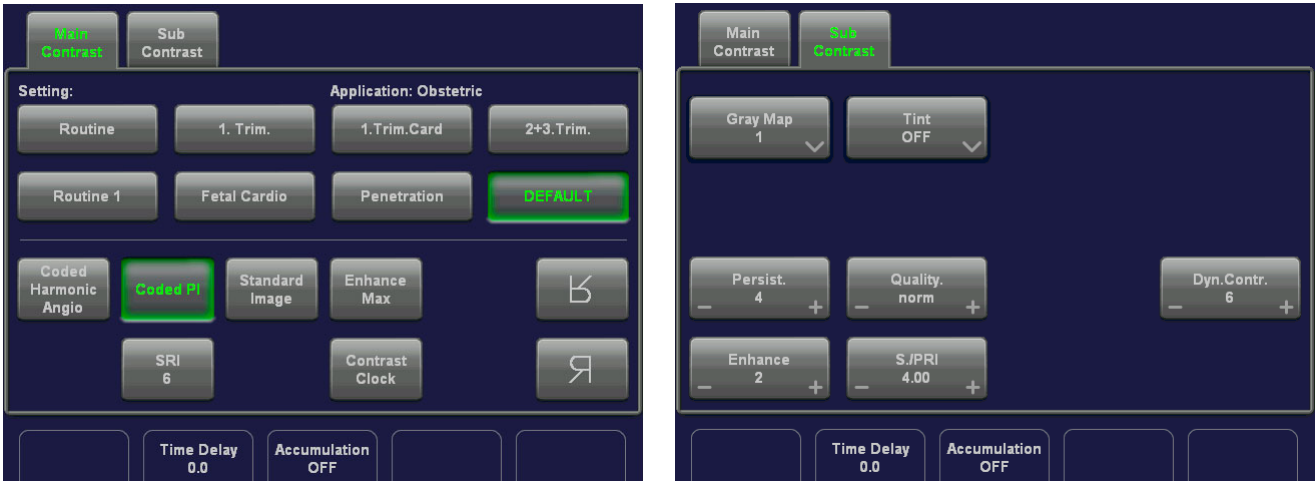 Main
Contrast
Sub
Contrast
Setting:
Application: Obstetric
Routine
1. Trim.
1.Trim.Card
2+3.Trim.
Routine 1
Fetal Cardio
Penetration
DEFAULT
Coded
Harmonic
Angio
Coded PI
Standard
Image
Enhance
Max
R
SRI
6
Contrast
Clock
R
Time Delay
0.0
Accumulation
OFF
Main
Contrast
Sub
Contrast
Gray Map
1
Tint
OFF
Persist.
4
Quality.
norm
Dyn.Contr.
6
Enhance
2
S./PRI
4.00
Time Delay
0.0
Accumulation
OFF